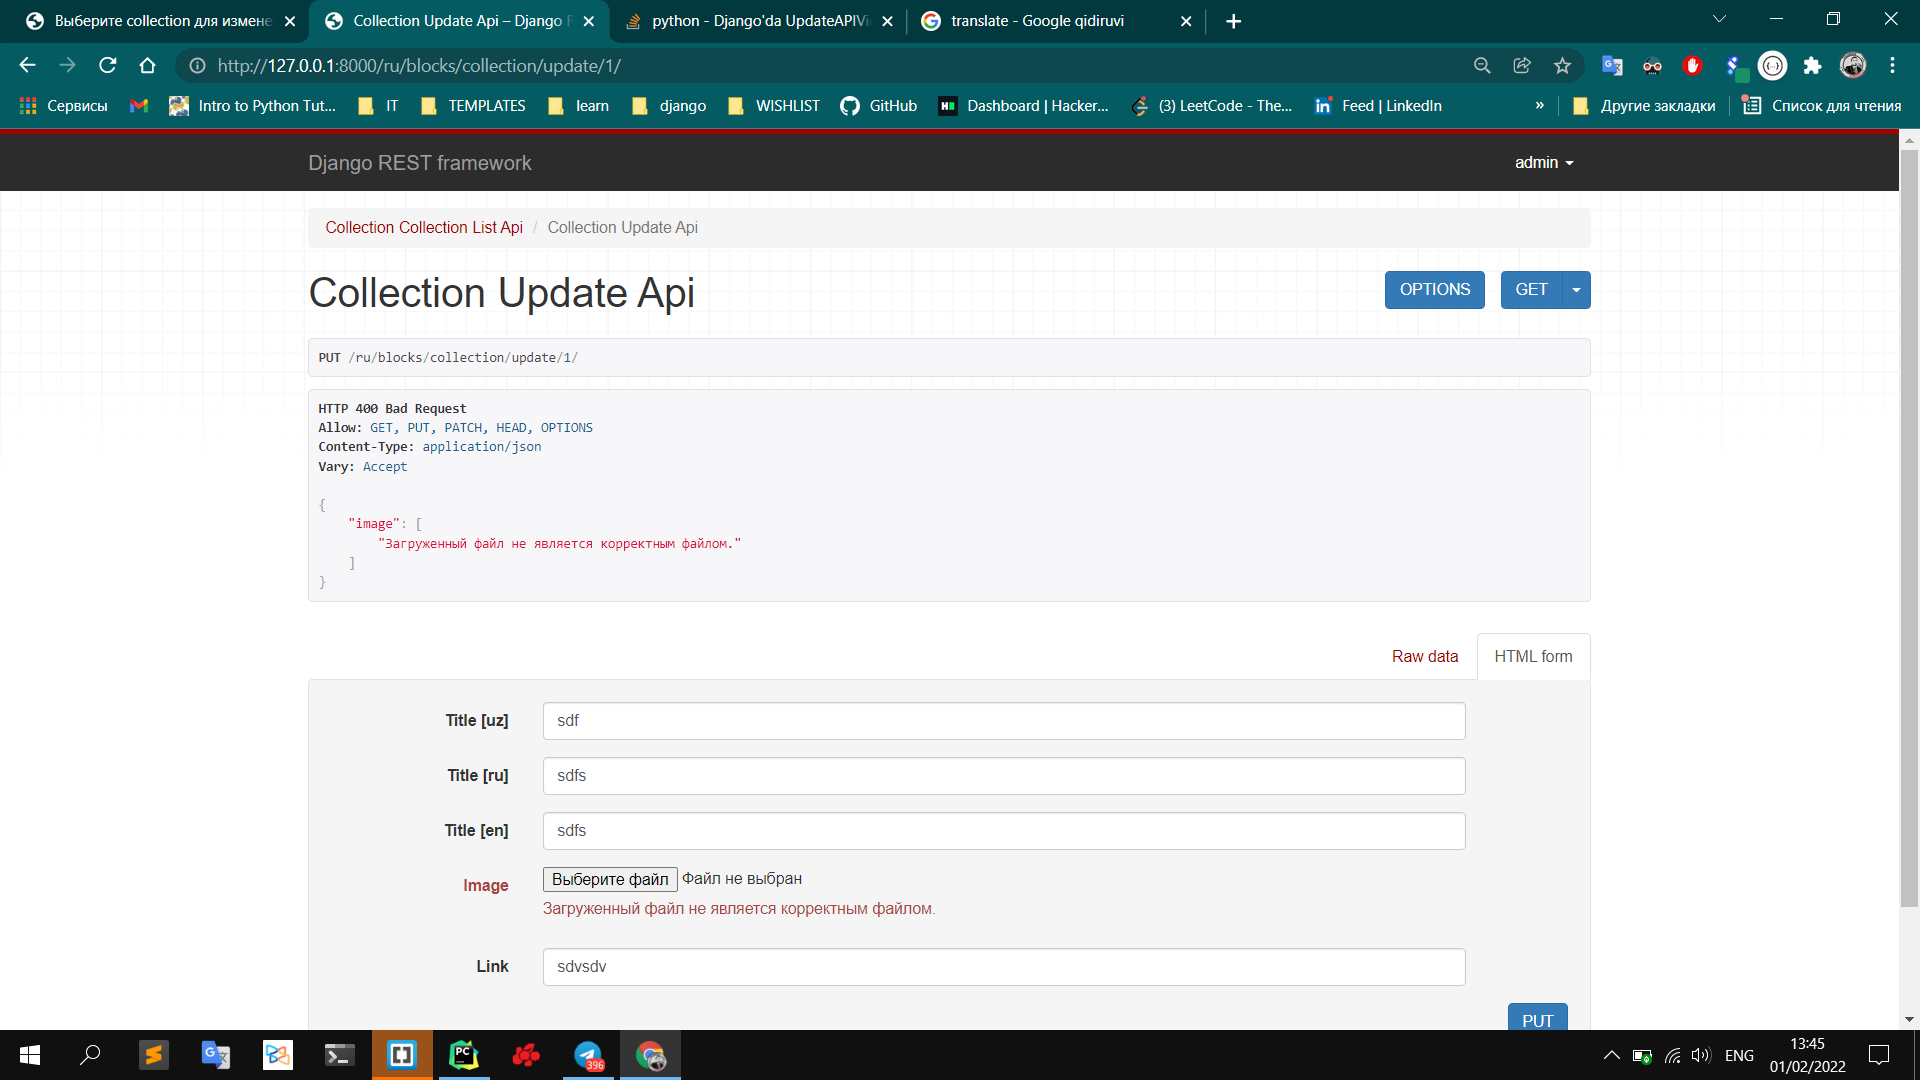 Выберите collection для измене
Collection Update Api – Django R
python - Django'da UpdateAPIVi
translate - Google qidiruvi
http://127.0.0.1:8000/ru/blocks/collection/update/1/
Сервисы
Intro to Python Tut...
IT
TEMPLATES
learn
django
WISHLIST
GitHub
Dashboard | Hacker...
(3) LeetCode - The...
Feed | LinkedIn
»
Другие закладки
Список для чтения
Django REST framework
admin
Collection Collection List Api / Collection Update Api
Collection Update Api
OPTIONS
GET
PUT /ru/blocks/collection/update/1/
HTTP 400 Bad Request
Allow: GET, PUT, PATCH, HEAD, OPTIONS
Content-Type: application/json
Vary: Accept
{
"image": [
"Загруженный файл не является корректным файлом."
]
}
Raw data
HTML form
Title [uz]
sdf
Title [ru]
sdfs
Title [en]
sdfs
Image
Выберите файл Файл не выбран
Загруженный файл не является корректным файлом.
Link
sdvsdv
PUT
PC
396
ENG
13:45
01/02/2022